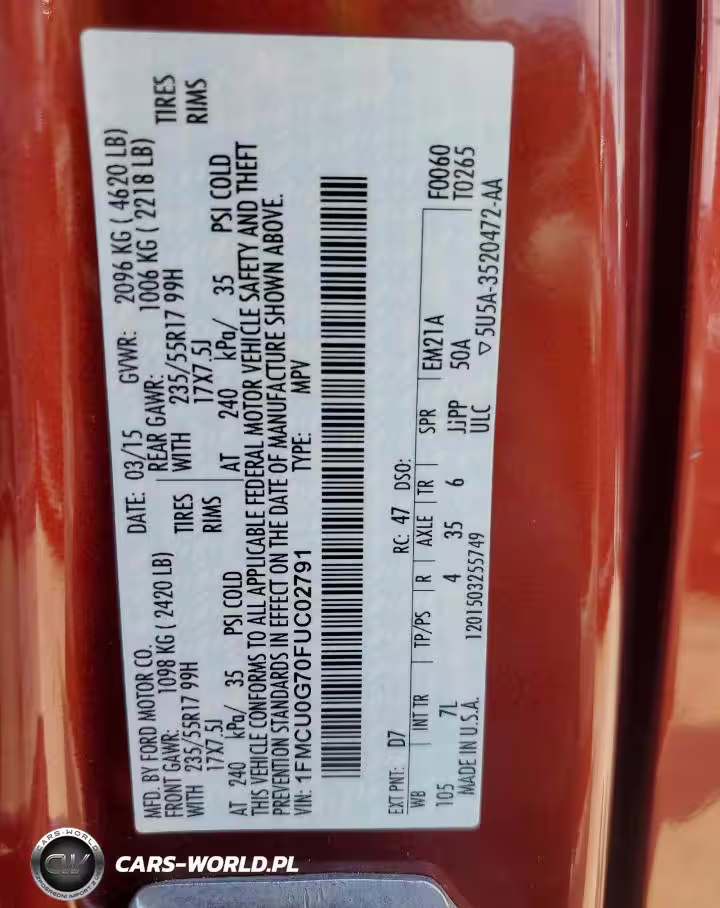 MFD. BY FORD MOTOR CO. DATE: 03/15 GVWR: 2096 KG ( 4620 LB)
FRONT GAWR: 1098 KG ( 2420 LB) REAR GAWR: 1006 KG ( 2218 LB)
WITH 235/55R17 99H TIRES WITH 235/55R17 99H TIRES
17X7.5J RIMS 17X7.5J RIMS
AT 240 kPa/ 35 PSI COLD AT 240 kPa/ 35 PSI COLD
THIS VEHICLE CONFORMS TO ALL APPLICABLE FEDERAL MOTOR VEHICLE SAFETY AND THEFT
PREVENTION STANDARDS IN EFFECT ON THE DATE OF MANUFACTURE SHOWN ABOVE.
VIN: 1FMCU0G70FUC02791 TYPE: MPV
EXT PNT: D7 RC: 47 DSO: F0060
WB INT TR TP/PS R AXLE TR SPR EM21A T0265
105 7L 4 35 6 JJPP 50A
MADE IN U.S.A. 1201503255749 ULC ▽5U5A-3520472-AA
CARS-WORLD
CW
CARS-WORLD.PL